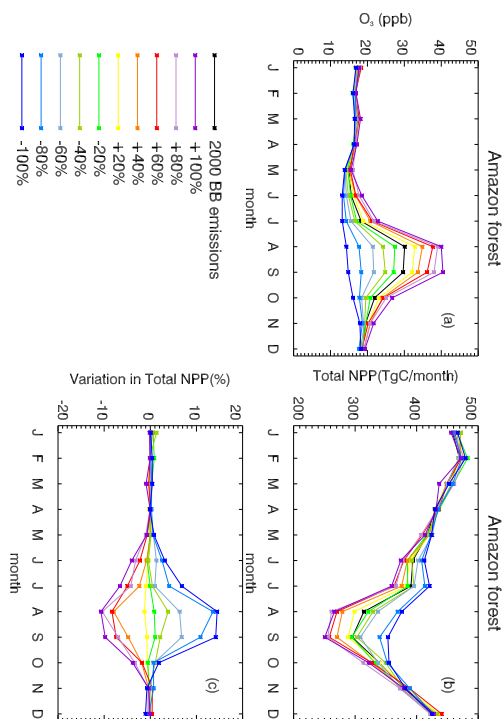 Amazon forest
O₃ (ppb)
50
40
30
20
10
0
(a)
J F M A M J J A S O N D
month
Amazon forest
Total NPP(TgC/month)
500
400
300
200
(b)
J F M A M J J A S O N D
month
2000 BB emissions
+100%
+80%
+60%
+40%
+20%
-20%
-40%
-60%
-80%
-100%
Variation in Total NPP(%)
20
10
0
-10
-20
(c)
J F M A M J J A S O N D
month